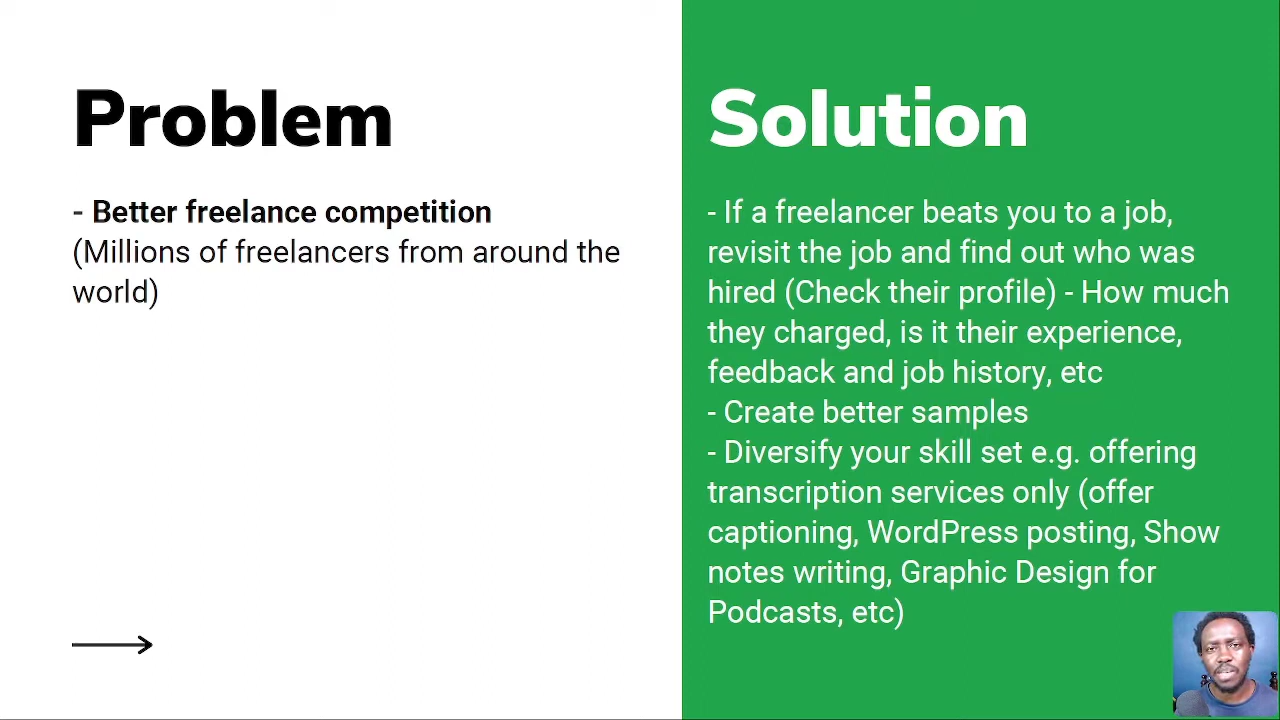 Problem
- Better freelance competition
(Millions of freelancers from around the
world)
Solution
- If a freelancer beats you to a job,
revisit the job and find out who was
hired (Check their profile) - How much
they charged, is it their experience,
feedback and job history, etc
- Create better samples
- Diversify your skill set e.g. offering
transcription services only (offer
captioning, WordPress posting, Show
notes writing, Graphic Design for
Podcasts, etc)